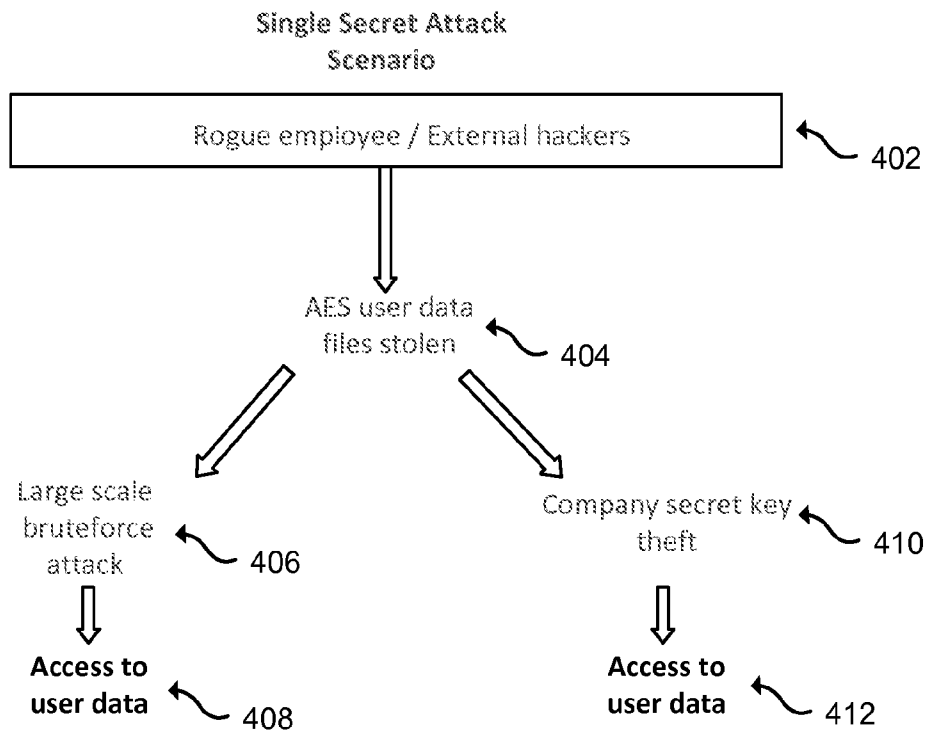 Single Secret Attack
Scenario
Rogue employee / External hackers
402
AES user data
files stolen
404
Large scale
bruteforce
attack
406
Company secret key
theft
410
Access to
user data
408
Access to
user data
412